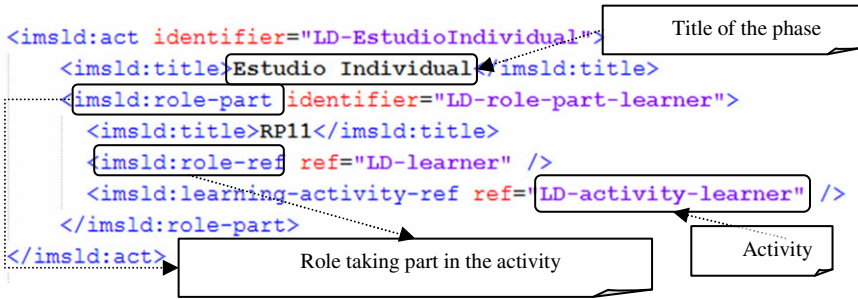 Title of the phase
<imsld:act identifier="LD-EstudioIndividual">
<imsld:title>Estudio Individual</imsld:title>
<imsld:role-part identifier="LD-role-part-learner">
<imsld:title>RP11</imsld:title>
<imsld:role-ref ref="LD-learner" />
<imsld:learning-activity-ref ref="LD-activity-learner" />
</imsld:role-part>
</imsld:act>
Role taking part in the activity
Activity